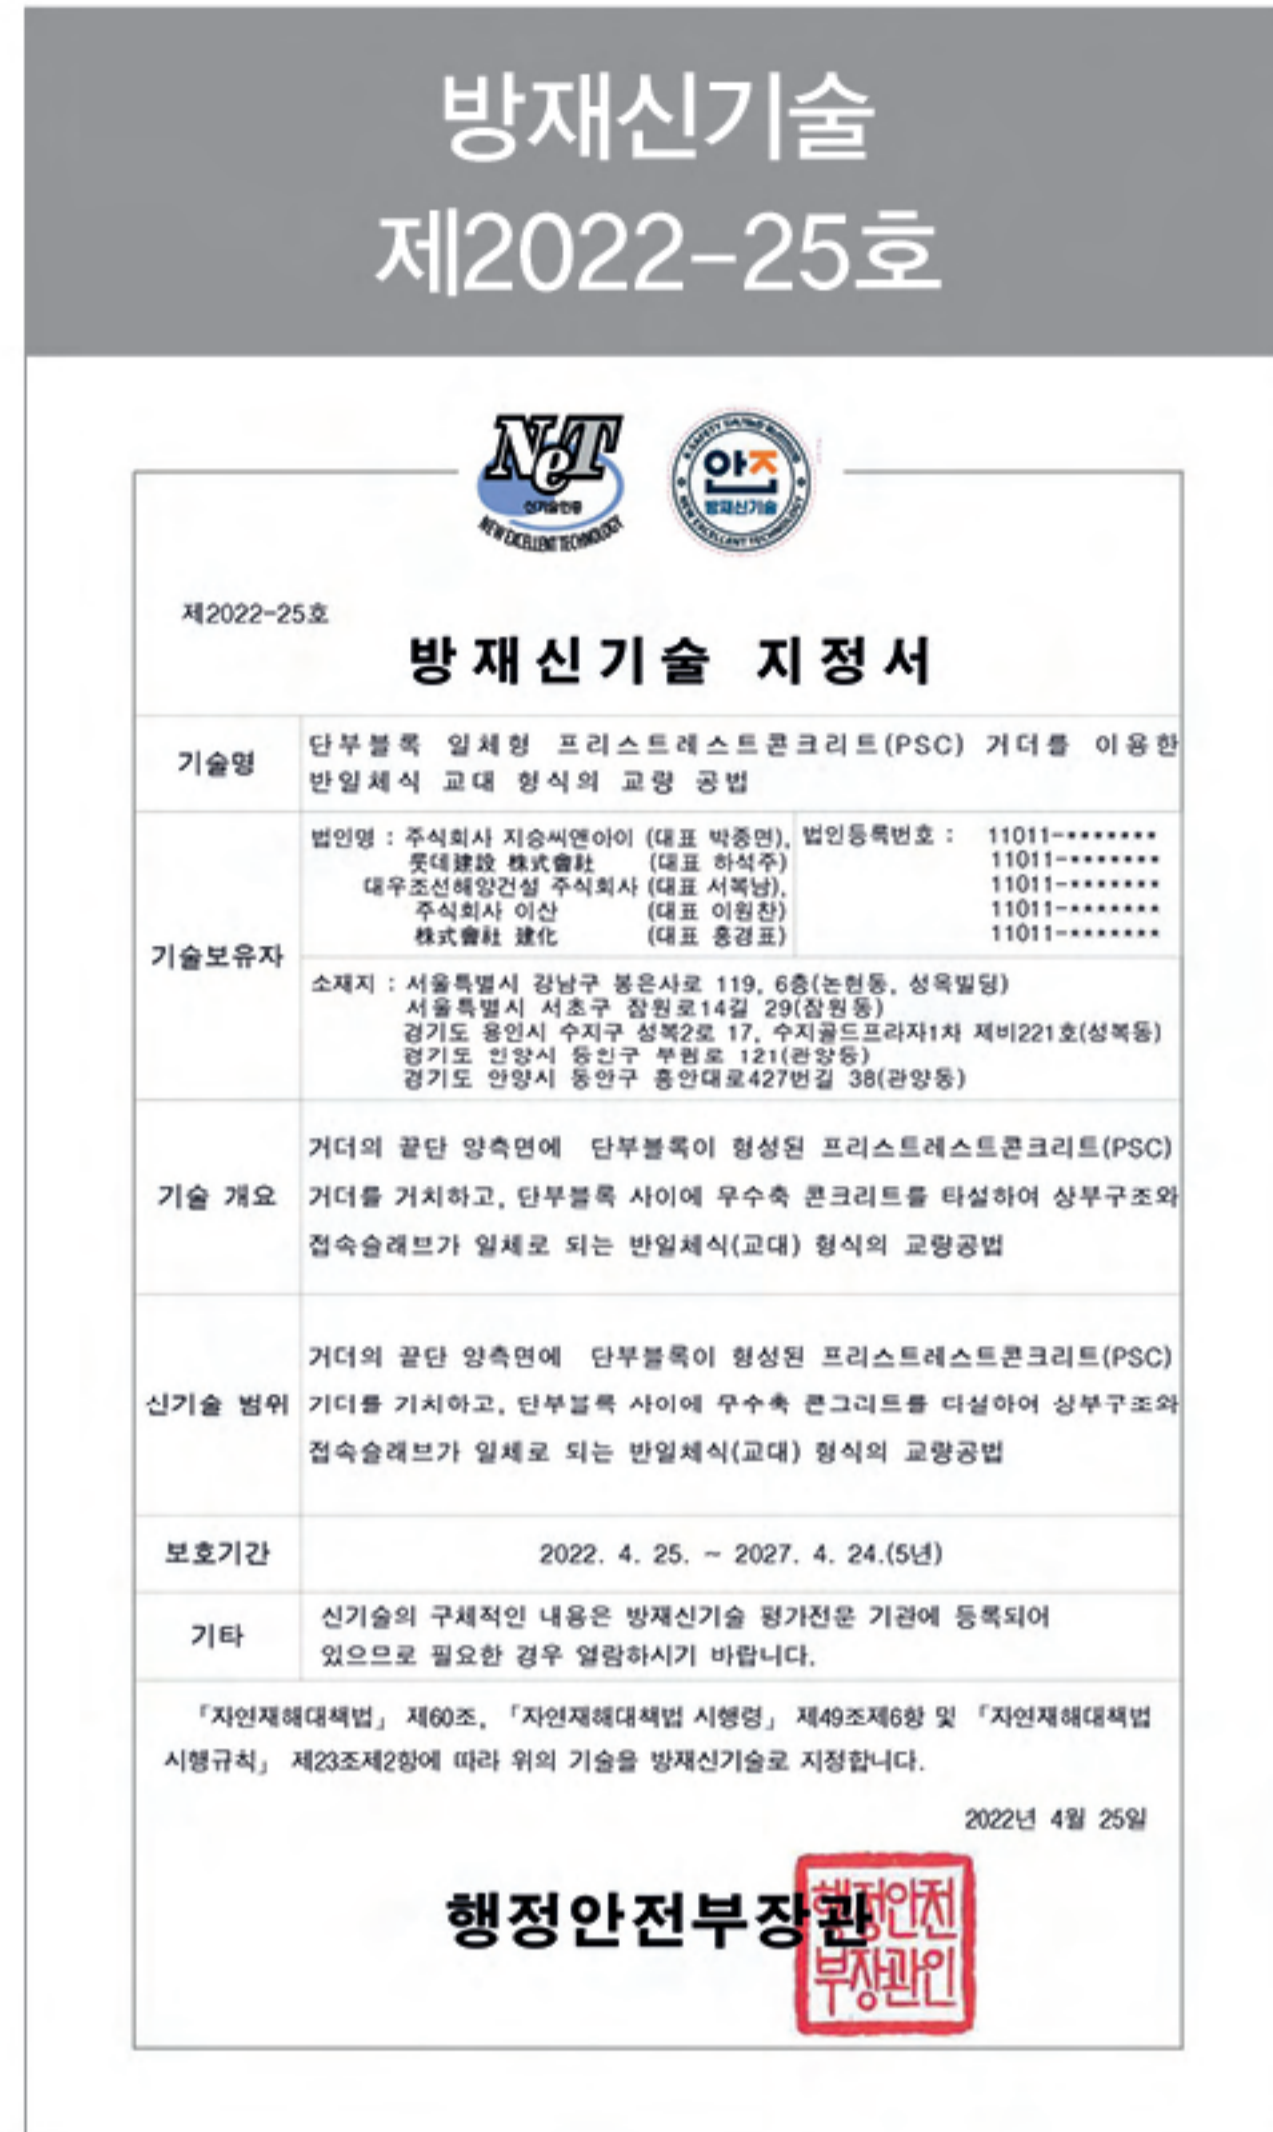 방재신기술
제2022-25호
NeT
신기술인증
NEW EXCELLENT TECHNOLOGY
안즈
방재신기술
NEW EXCELLANT TECHNOLOGY
제2022-25호
방재신기술 지정서
기술명
단부블록 일체형 프리스트레스트콘크리트(PSC) 거더를 이용한
반일체식 교대 형식의 교량 공법
기술보유자
법인명 : 주식회사 지승씨앤아이 (대표 박종면), 법인등록번호 : 11011-*******
롯데建設 株式會社 (대표 하석주) 11011-*******
대우조선해양건설 주식회사 (대표 서복남), 11011-*******
주식회사 이산 (대표 이원찬) 11011-*******
株式會社 建化 (대표 홍경표) 11011-*******
소재지 : 서울특별시 강남구 봉은사로 119, 6층(논현동, 성옥빌딩)
서울특별시 서초구 잠원로14길 29(잠원동)
경기도 용인시 수지구 성복2로 17, 수지골드프라자1차 제비221호(성복동)
경기도 안양시 동안구 부림로 121(관양동)
경기도 안양시 동안구 흥안대로427번길 38(관양동)
기술 개요
거더의 끝단 양측면에 단부블록이 형성된 프리스트레스트콘크리트(PSC)
거더를 거치하고, 단부블록 사이에 무수축 콘크리트를 타설하여 상부구조와
접속슬래브가 일체로 되는 반일체식(교대) 형식의 교량공법
신기술 범위
거더의 끝단 양측면에 단부블록이 형성된 프리스트레스트콘크리트(PSC)
거더를 거치하고, 단부블록 사이에 무수축 콘크리트를 타설하여 상부구조와
접속슬래브가 일체로 되는 반일체식(교대) 형식의 교량공법
보호기간
2022. 4. 25. ~ 2027. 4. 24.(5년)
기타
신기술의 구체적인 내용은 방재신기술 평가전문 기관에 등록되어
있으므로 필요한 경우 열람하시기 바랍니다.
「자연재해대책법」 제60조, 「자연재해대책법 시행령」 제49조제6항 및 「자연재해대책법
시행규칙」 제23조제2항에 따라 위의 기술을 방재신기술로 지정합니다.
2022년 4월 25일
행정안전부장관
행정안전
부장관인